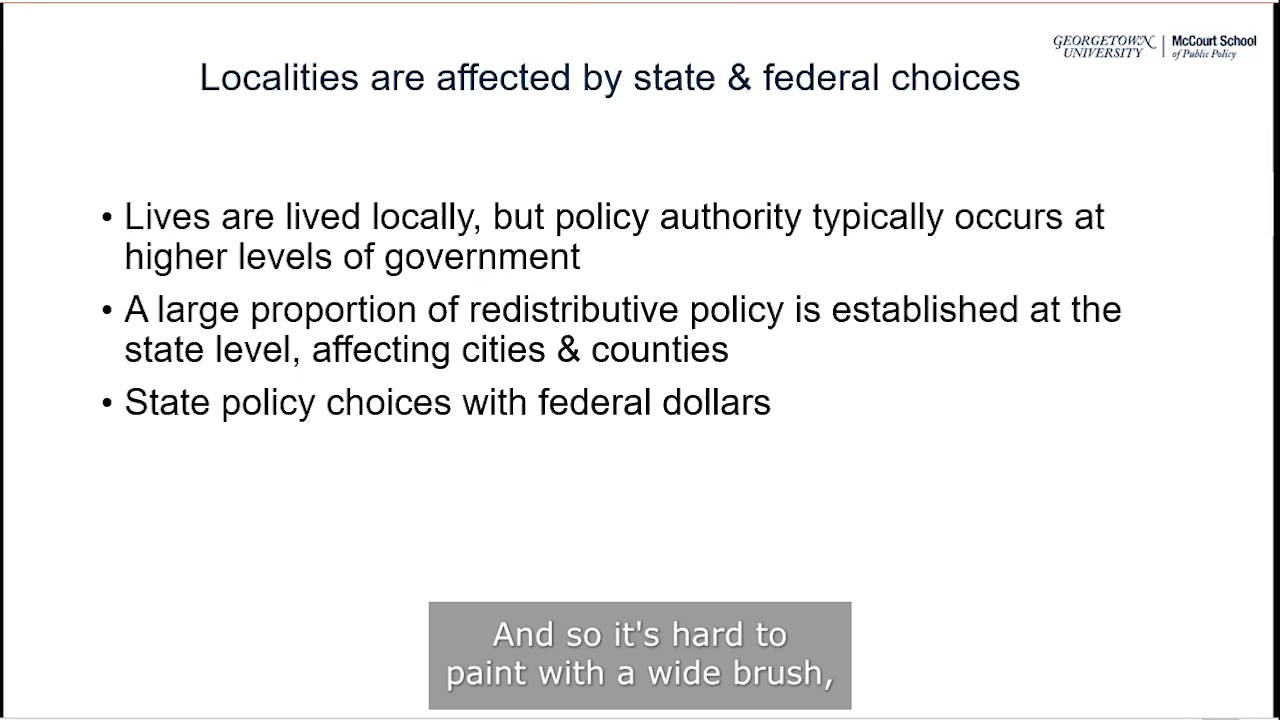 GEORGETOWN UNIVERSITY
McCourt School
of Public Policy
Localities are affected by state & federal choices
• Lives are lived locally, but policy authority typically occurs at
higher levels of government
• A large proportion of redistributive policy is established at the
state level, affecting cities & counties
• State policy choices with federal dollars
And so it's hard to
paint with a wide brush,